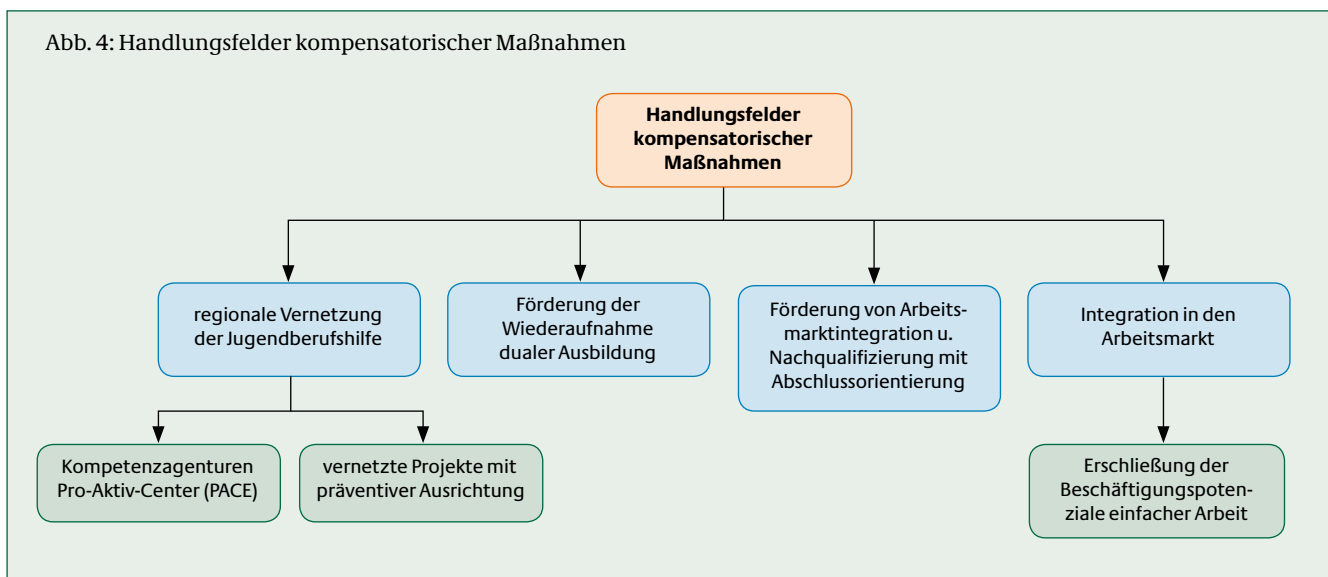 Abb. 4: Handlungsfelder kompensatorischer Maßnahmen
Handlungsfelder
kompensatorischer
Maßnahmen
regionale Vernetzung
der Jugendberufshilfe
Förderung der
Wiederaufnahme
dualer Ausbildung
Förderung von Arbeits-
marktintegration u.
Nachqualifizierung mit
Abschlussorientierung
Integration in den
Arbeitsmarkt
Kompetenzagenturen
Pro-Aktiv-Center (PACE)
vernetzte Projekte mit
präventiver Ausrichtung
Erschließung der
Beschäftigungspoten-
ziale einfacher Arbeit